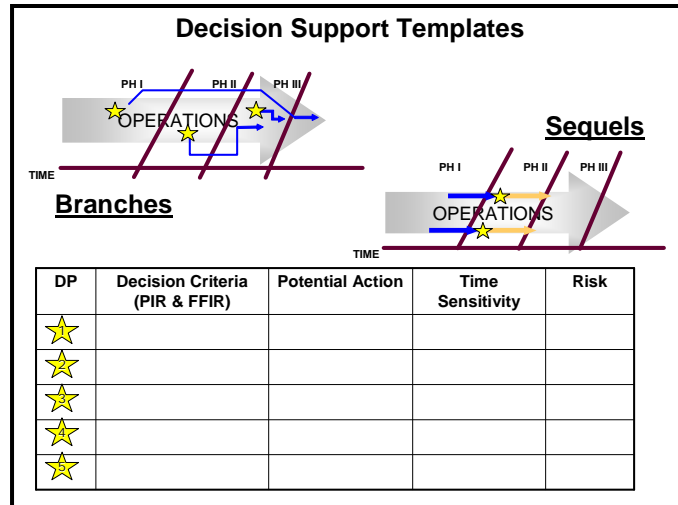 Decision Support Templates
PH I PH II PH III
OPERATIONS
TIME
Branches
Sequels
PH I PH II PH III
OPERATIONS
TIME
DP Decision Criteria Potential Action Time Risk
(PIR & FFIR) Sensitivity
1
2
3
4
5